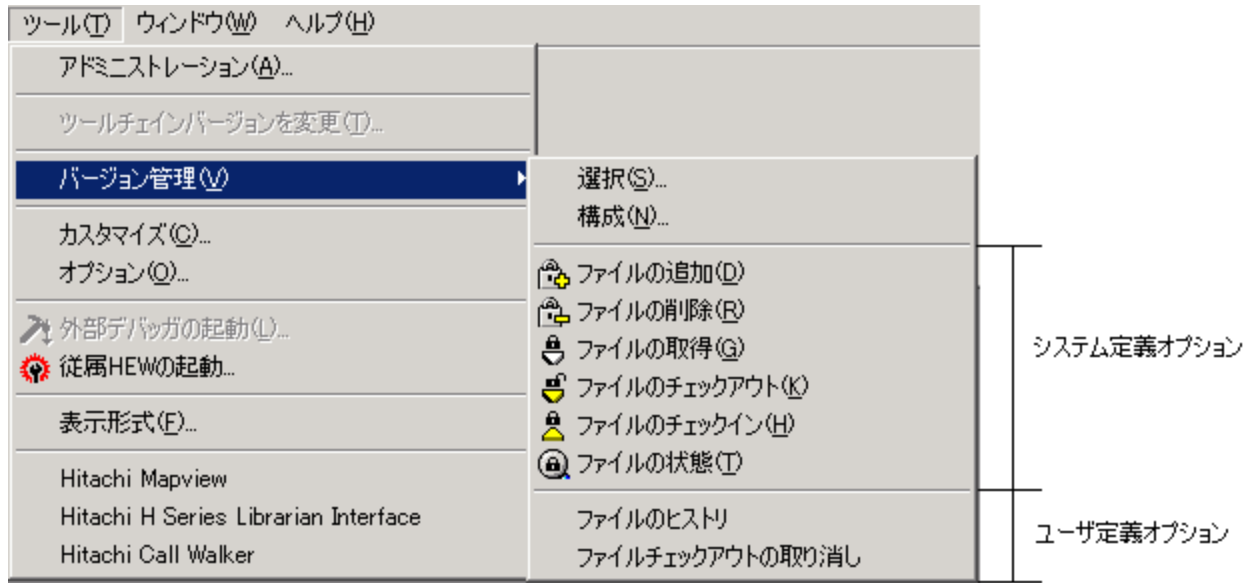 ツール(T) ウィンドウ(W) ヘルプ(H)
アドミニストレーション(A)...
ツールチェインバージョンを変更(T)...
バージョン管理(V)
カスタマイズ(C)...
オプション(O)...
外部デバッガの起動(L)...
従属HEWの起動...
表示形式(F)...
Hitachi Mapview
Hitachi H Series Librarian Interface
Hitachi Call Walker
選択(S)...
構成(N)...
ファイルの追加(D)
ファイルの削除(R)
ファイルの取得(G)
ファイルのチェックアウト(K)
ファイルのチェックイン(H)
ファイルの状態(T)
ファイルのヒストリ
ファイルチェックアウトの取り消し
システム定義オプション
ユーザ定義オプション